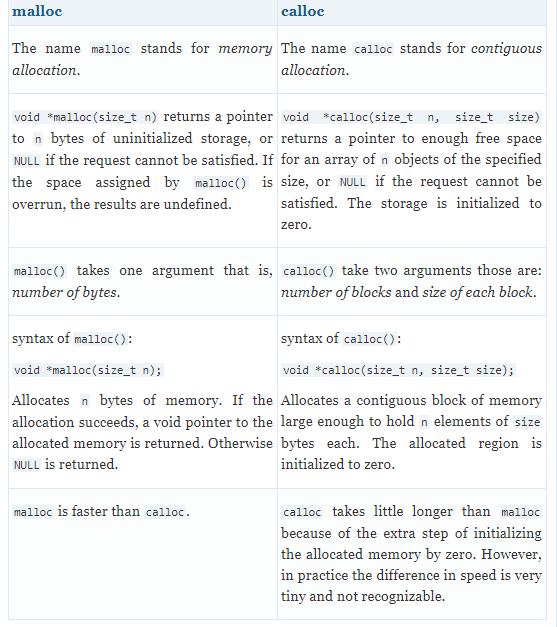 malloc
calloc
The name malloc stands for memory
allocation.
The name calloc stands for contiguous
allocation.
void *malloc(size_t n) returns a pointer
to n bytes of uninitialized storage, or
NULL if the request cannot be satisfied. If
the space assigned by malloc() is
overrun, the results are undefined.
void *calloc(size_t n, size_t size)
returns a pointer to enough free space
for an array of n objects of the specified
size, or NULL if the request cannot be
satisfied. The storage is initialized to
zero.
malloc() takes one argument that is,
number of bytes.
calloc() take two arguments those are:
number of blocks and size of each block.
syntax of malloc():
void *malloc(size_t n);
Allocates n bytes of memory. If the
allocation succeeds, a void pointer to the
allocated memory is returned. Otherwise
NULL is returned.
syntax of calloc():
void *calloc(size_t n, size_t size);
Allocates a contiguous block of memory
large enough to hold n elements of size
bytes each. The allocated region is
initialized to zero.
malloc is faster than calloc.
calloc takes little longer than malloc
because of the extra step of initializing
the allocated memory by zero. However,
in practice the difference in speed is very
tiny and not recognizable.